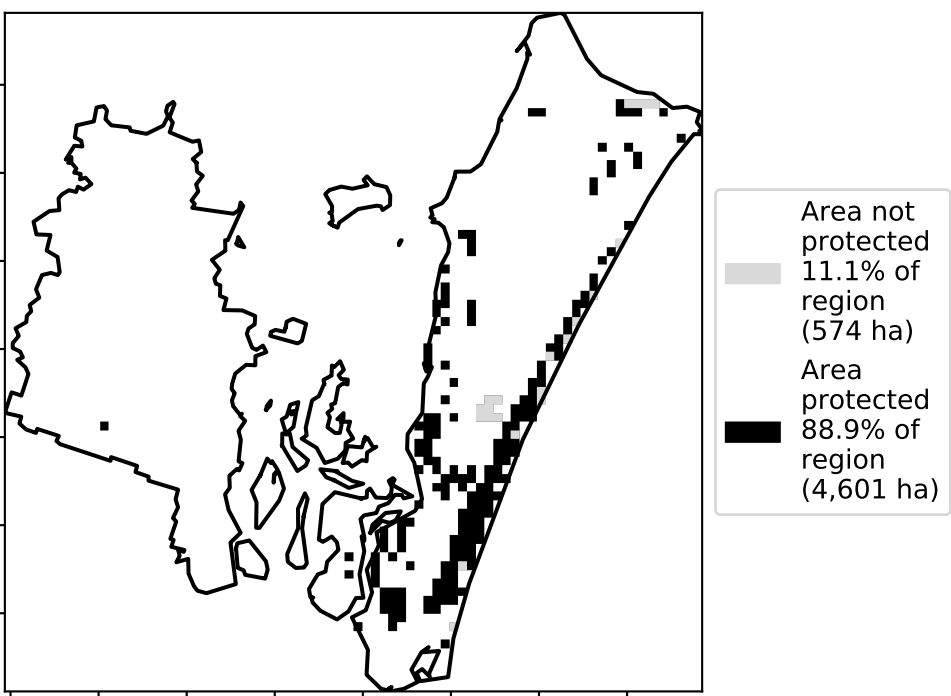 Area not
protected
11.1% of
region
(574 ha)
Area
protected
88.9% of
region
(4,601 ha)